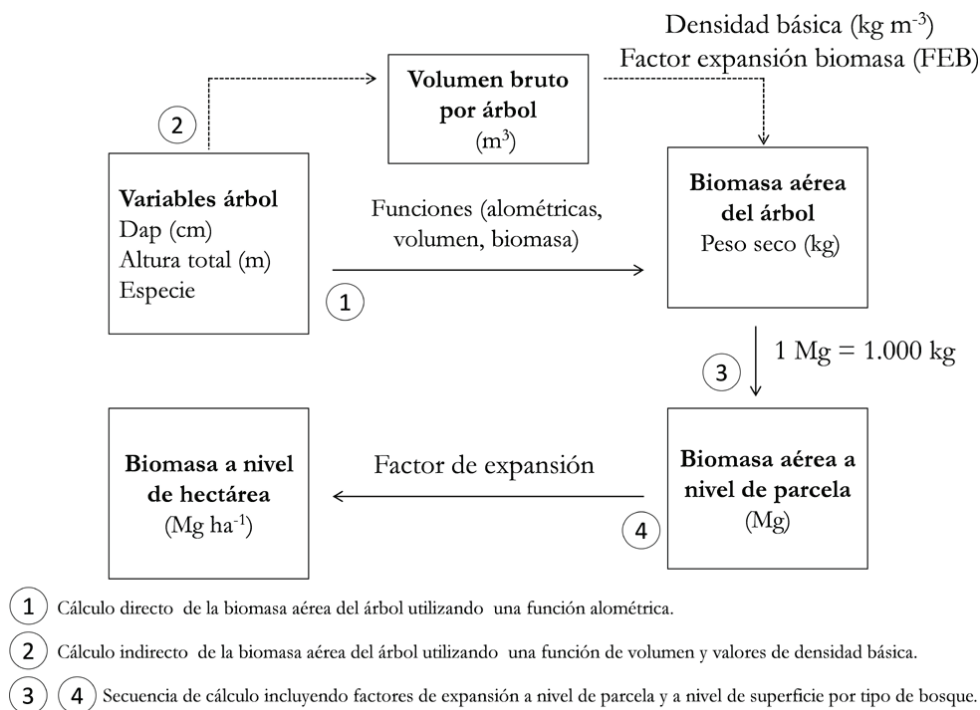 Densidad básica (kg m⁻³)
Factor expansión biomasa (FEB)
Volumen bruto
por árbol
(m³)
2
Variables árbol
Dap (cm)
Altura total (m)
Especie
Funciones (alométricas,
volumen, biomasa)
1
Biomasa aérea
del árbol
Peso seco (kg)
3
1 Mg = 1.000 kg
Biomasa a nivel
de hectárea
(Mg ha⁻¹)
Factor de expansión
4
Biomasa aérea a
nivel de parcela
(Mg)
1 Cálculo directo de la biomasa aérea del árbol utilizando una función alométrica.
2 Cálculo indirecto de la biomasa aérea del árbol utilizando una función de volumen y valores de densidad básica.
3 4 Secuencia de cálculo incluyendo factores de expansión a nivel de parcela y a nivel de superficie por tipo de bosque.